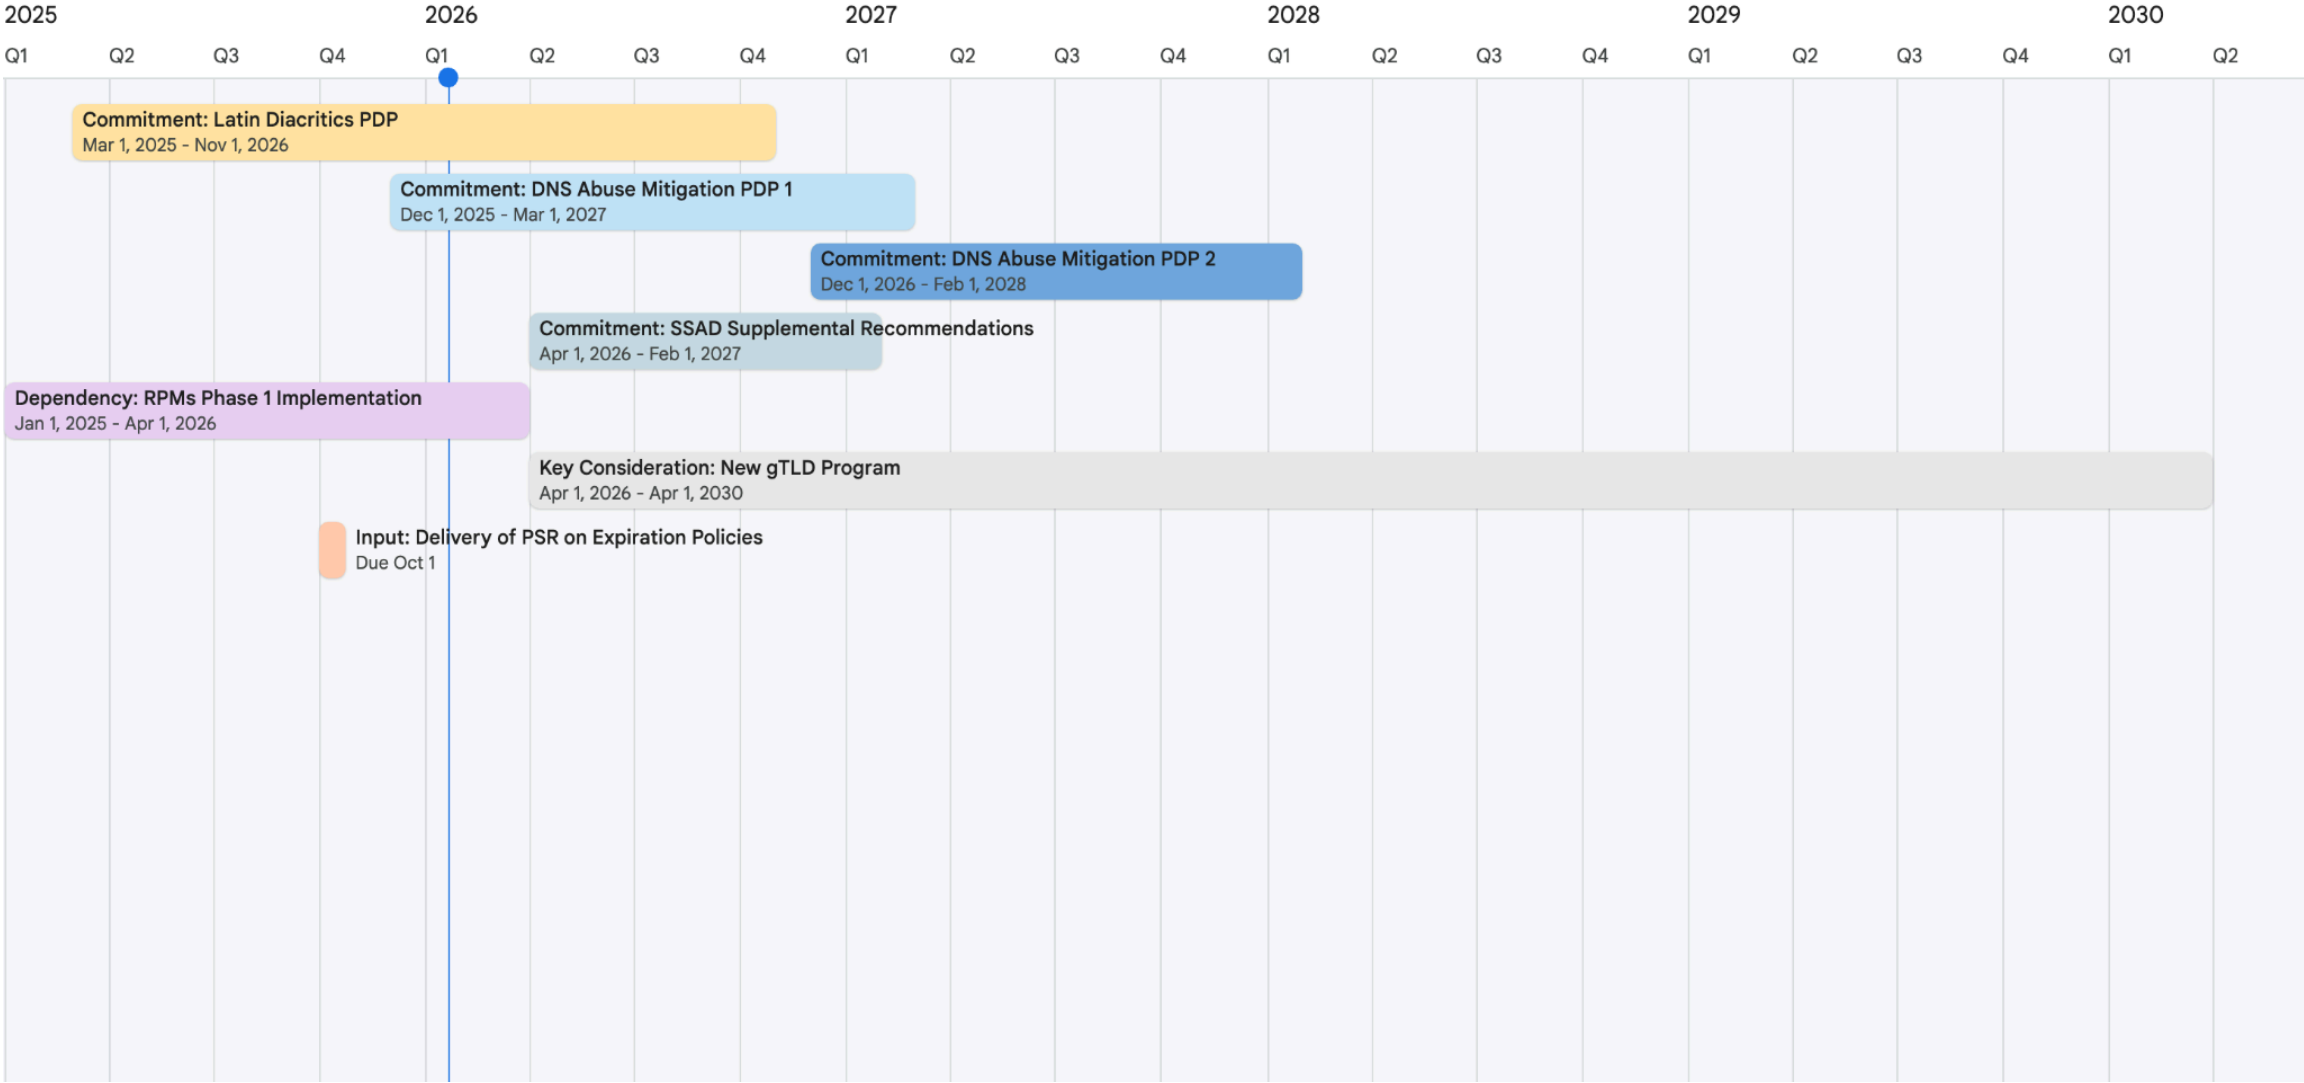 2025 2026 2027 2028 2029 2030
Q1 Q2 Q3 Q4 Q1 Q2 Q3 Q4 Q1 Q2 Q3 Q4 Q1 Q2 Q3 Q4 Q1 Q2 Q3 Q4 Q1 Q2
Commitment: Latin Diacritics PDP
Mar 1, 2025 - Nov 1, 2026
Commitment: DNS Abuse Mitigation PDP 1
Dec 1, 2025 - Mar 1, 2027
Commitment: DNS Abuse Mitigation PDP 2
Dec 1, 2026 - Feb 1, 2028
Commitment: SSAD Supplemental Recommendations
Apr 1, 2026 - Feb 1, 2027
Dependency: RPMs Phase 1 Implementation
Jan 1, 2025 - Apr 1, 2026
Key Consideration: New gTLD Program
Apr 1, 2026 - Apr 1, 2030
Input: Delivery of PSR on Expiration Policies
Due Oct 1